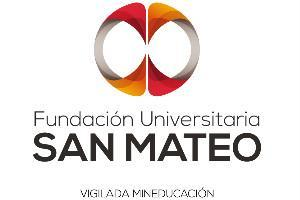 Fundación Universitaria
SAN MATEO
VIGILADA MINEDUCACIÓN